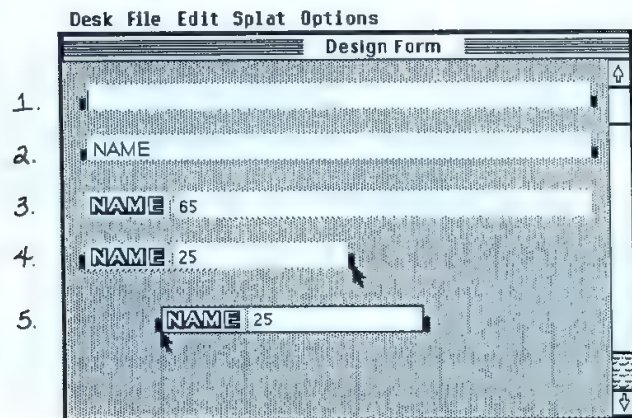 Desk File Edit Splat Options
Design Form
1.
2. NAME
3. NAME 65
4. NAME 25
5. NAME 25